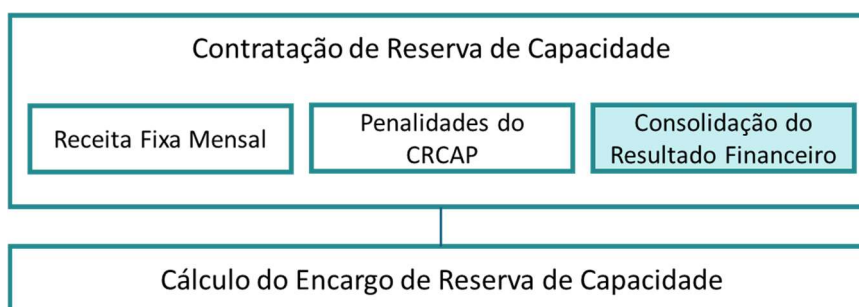 Contratação de Reserva de Capacidade
Receita Fixa Mensal
Penalidades do
CRCAP
Consolidação do
Resultado Financeiro
Cálculo do Encargo de Reserva de Capacidade